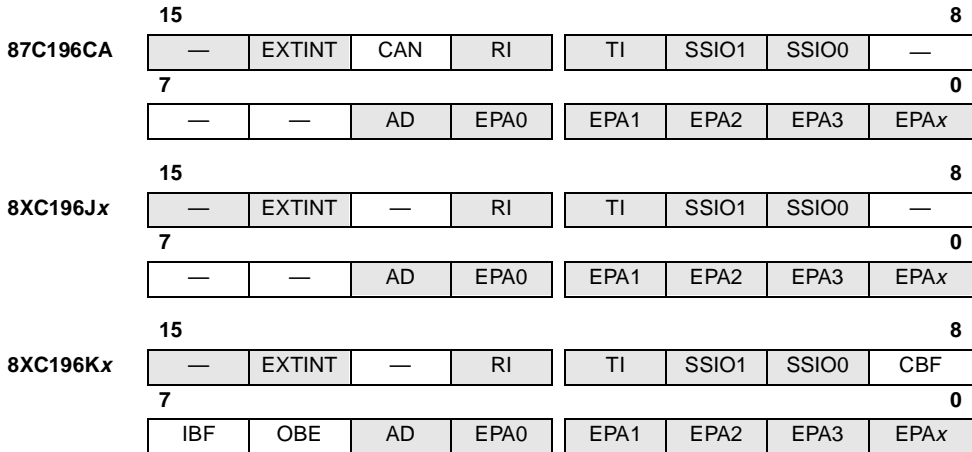 15 8
87C196CA — EXTINT CAN RI TI SSIO1 SSIO0 —
7 0
— — AD EPA0 EPA1 EPA2 EPA3 EPAx
15 8
8XC196Jx — EXTINT — RI TI SSIO1 SSIO0 —
7 0
— — AD EPA0 EPA1 EPA2 EPA3 EPAx
15 8
8XC196Kx — EXTINT — RI TI SSIO1 SSIO0 CBF
7 0
IBF OBE AD EPA0 EPA1 EPA2 EPA3 EPAx